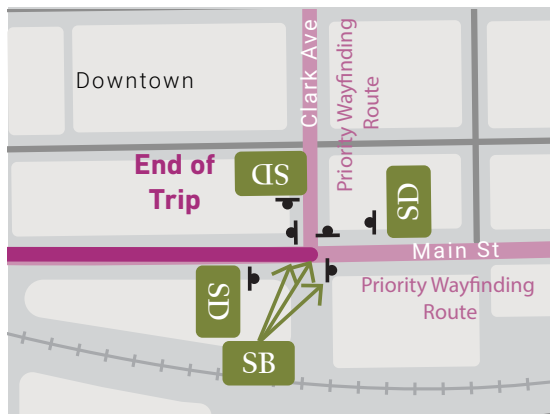 Clark Ave
Priority Wayfinding
Route
Downtown
End of
Trip
SD
SD
Main St
Priority Wayfinding
Route
SD
SB